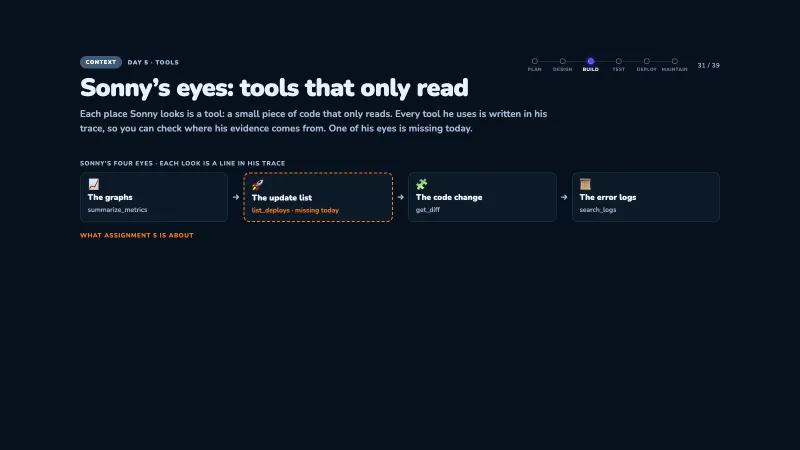 CONTEXT
DAY 5 · TOOLS
PLAN
DESIGN
BUILD
TEST
DEPLOY
MAINTAIN
31 / 39
Sonny’s eyes: tools that only read
Each place Sonny looks is a tool: a small piece of code that only reads. Every tool he uses is written in his
trace, so you can check where his evidence comes from. One of his eyes is missing today.
SONNY’S FOUR EYES · EACH LOOK IS A LINE IN HIS TRACE
The graphs
summarize_metrics
→
The update list
list_deploys · missing today
→
The code change
get_diff
→
The error logs
search_logs
WHAT ASSIGNMENT 5 IS ABOUT